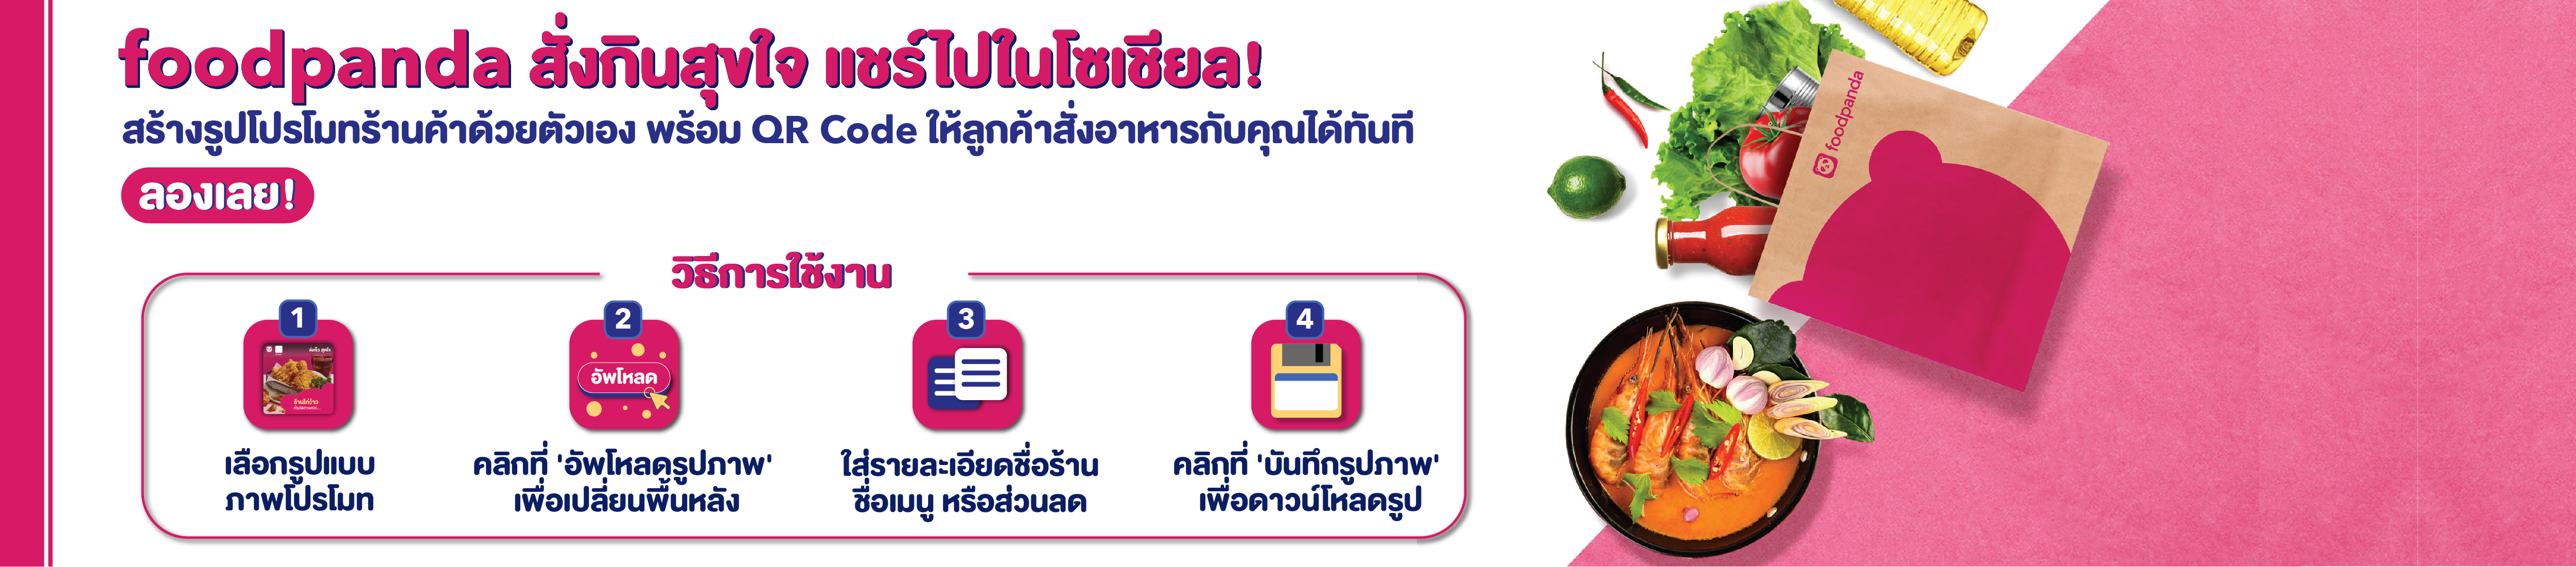 foodpanda สั่งกินสุขใจ แชร์ไปในโซเชียล!
สร้างรูปโปรโมทร้านค้าด้วยตัวเอง พร้อม QR Code ให้ลูกค้าสั่งอาหารกับคุณได้ทันที
ลองเลย!
วิธีการใช้งาน
1
เลือกรูปแบบ
ภาพโปรโมท
2
อัพโหลด
คลิกที่ 'อัพโหลดรูปภาพ'
เพื่อเปลี่ยนพื้นหลัง
3
ใส่รายละเอียดชื่อร้าน
ชื่อเมนู หรือส่วนลด
4
คลิกที่ 'บันทึกรูปภาพ'
เพื่อดาวน์โหลดรูป
foodpanda